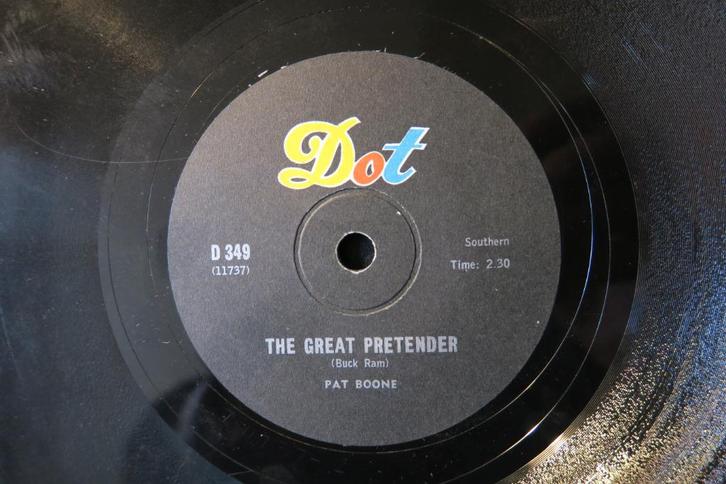 Dot
D 349
(11737)
Southern
Time: 2.30
THE GREAT PRETENDER
(Buck Ram)
PAT BOONE